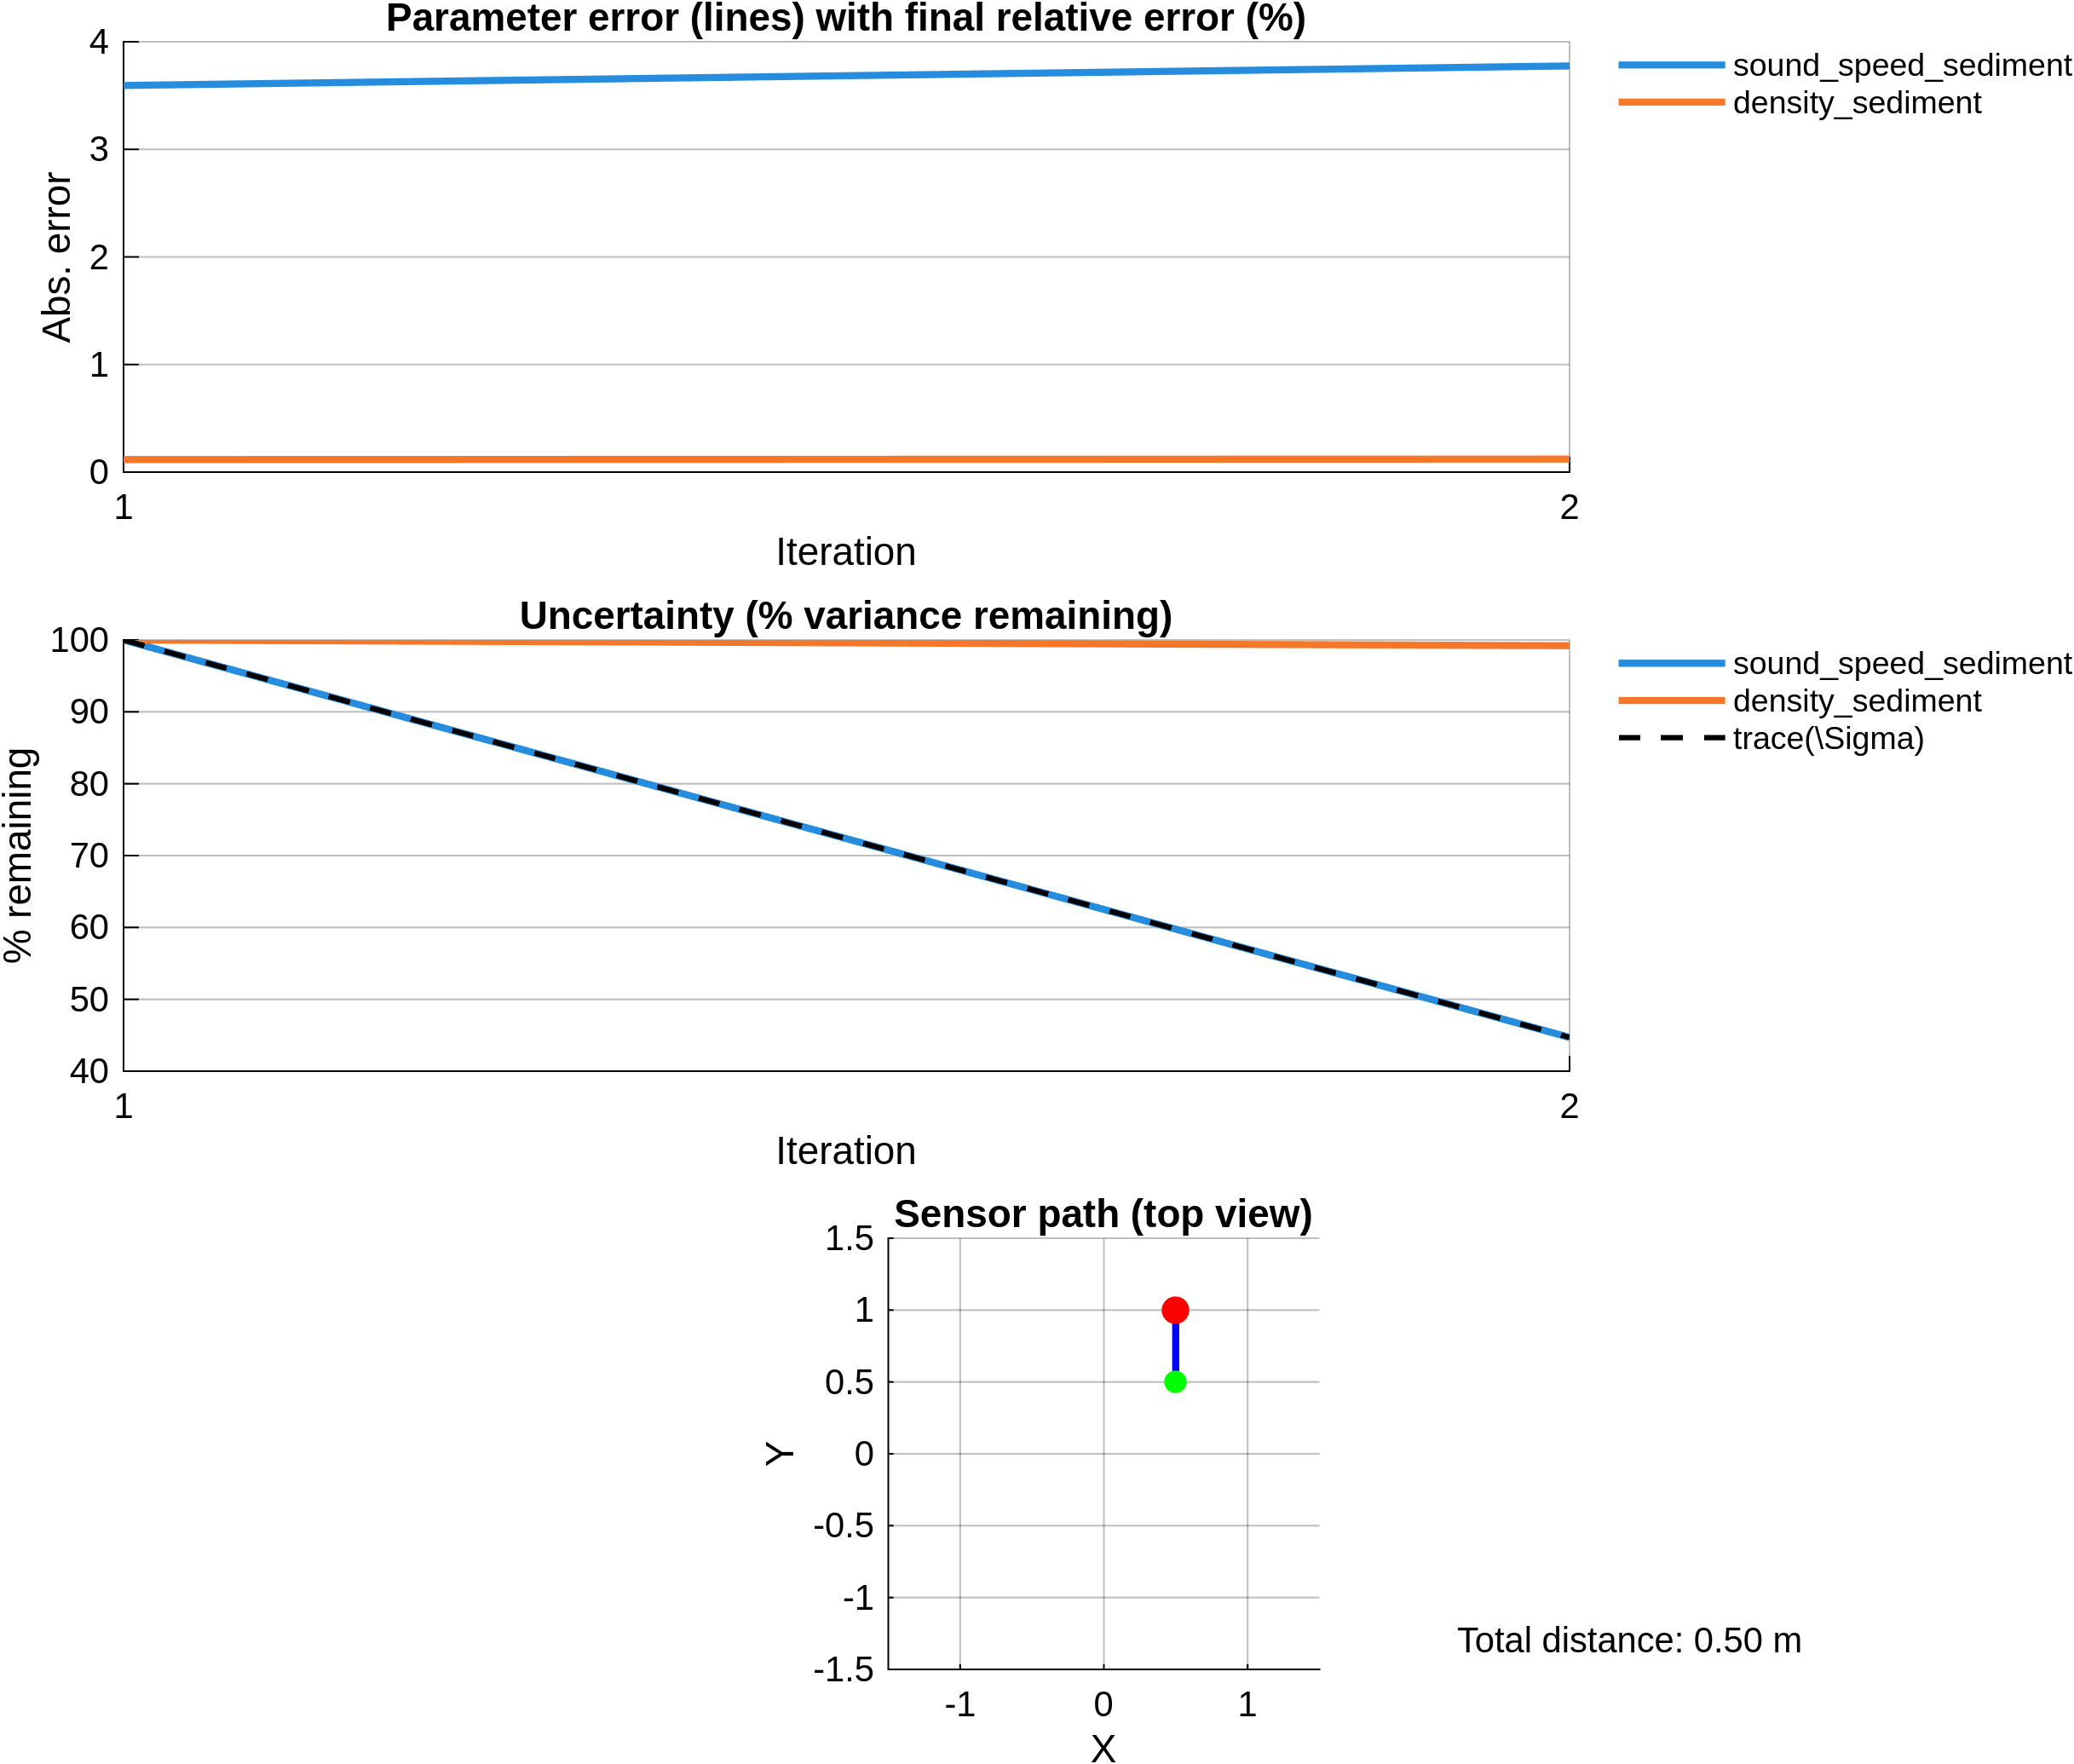 Parameter error (lines) with final relative error (%)
4
3
2
1
0
Abs. error
1
2
Iteration
sound_speed_sediment
density_sediment
Uncertainty (% variance remaining)
100
90
80
70
60
50
40
% remaining
1
2
Iteration
sound_speed_sediment
density_sediment
trace(\Sigma)
Sensor path (top view)
1.5
1
0.5
0
-0.5
-1
-1.5
Y
-1
0
1
X
Total distance: 0.50 m